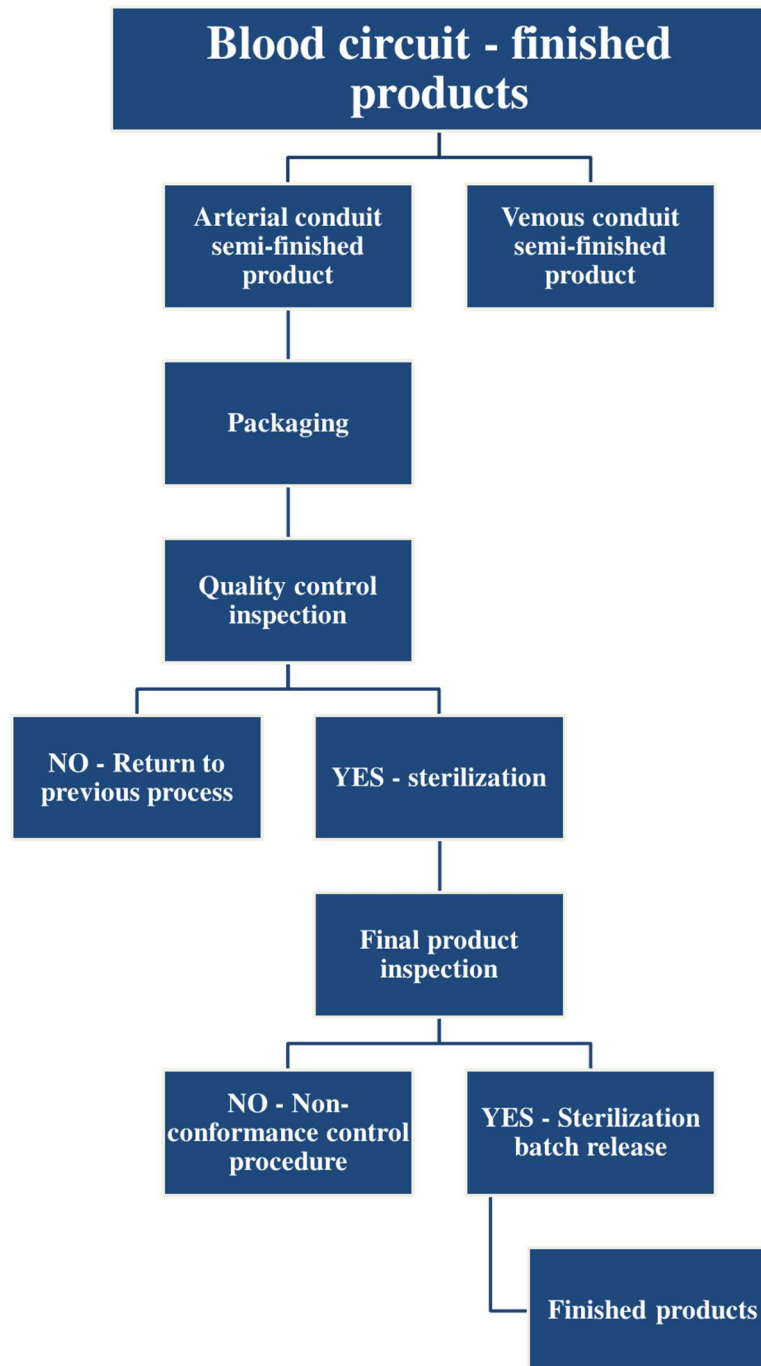 Blood circuit - finished
products
Arterial conduit
semi-finished
product
Venous conduit
semi-finished
product
Packaging
Quality control
inspection
NO - Return to
previous process
YES - sterilization
Final product
inspection
NO - Non-
conformance control
procedure
YES - Sterilization
batch release
Finished products